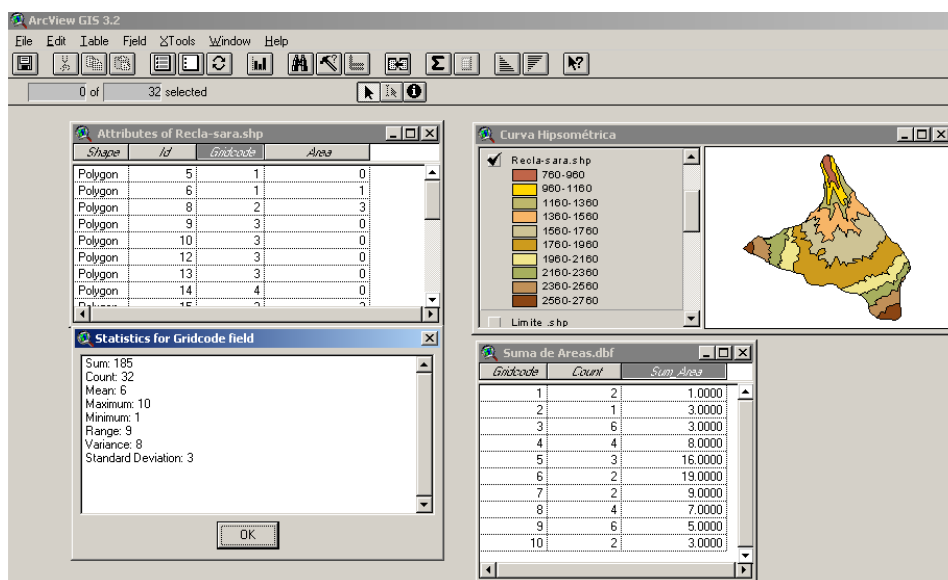 ArcView GIS 3.2
File Edit Table Field XTools Window Help
0 of 32 selected
Attributes of Recla-sara.shp
Shape Id Gridcode Area
Polygon 5 1 0
Polygon 6 1 1
Polygon 8 2 3
Polygon 9 3 0
Polygon 10 3 0
Polygon 12 3 0
Polygon 13 3 0
Polygon 14 4 0
Curva Hipsométrica
Recla-sara.shp
760-960
960-1160
1160-1360
1360-1560
1560-1760
1760-1960
1960-2160
2160-2360
2360-2560
2560-2760
Limite .shp
Statistics for Gridcode field
Sum: 185
Count: 32
Mean: 6
Maximum: 10
Minimum: 1
Range: 9
Variance: 8
Standard Deviation: 3
OK
Suma de Areas.dbf
Gridcode Count Sum_Area
1 2 1.0000
2 1 3.0000
3 6 3.0000
4 4 8.0000
5 3 16.0000
6 2 19.0000
7 2 9.0000
8 4 7.0000
9 6 5.0000
10 2 3.0000